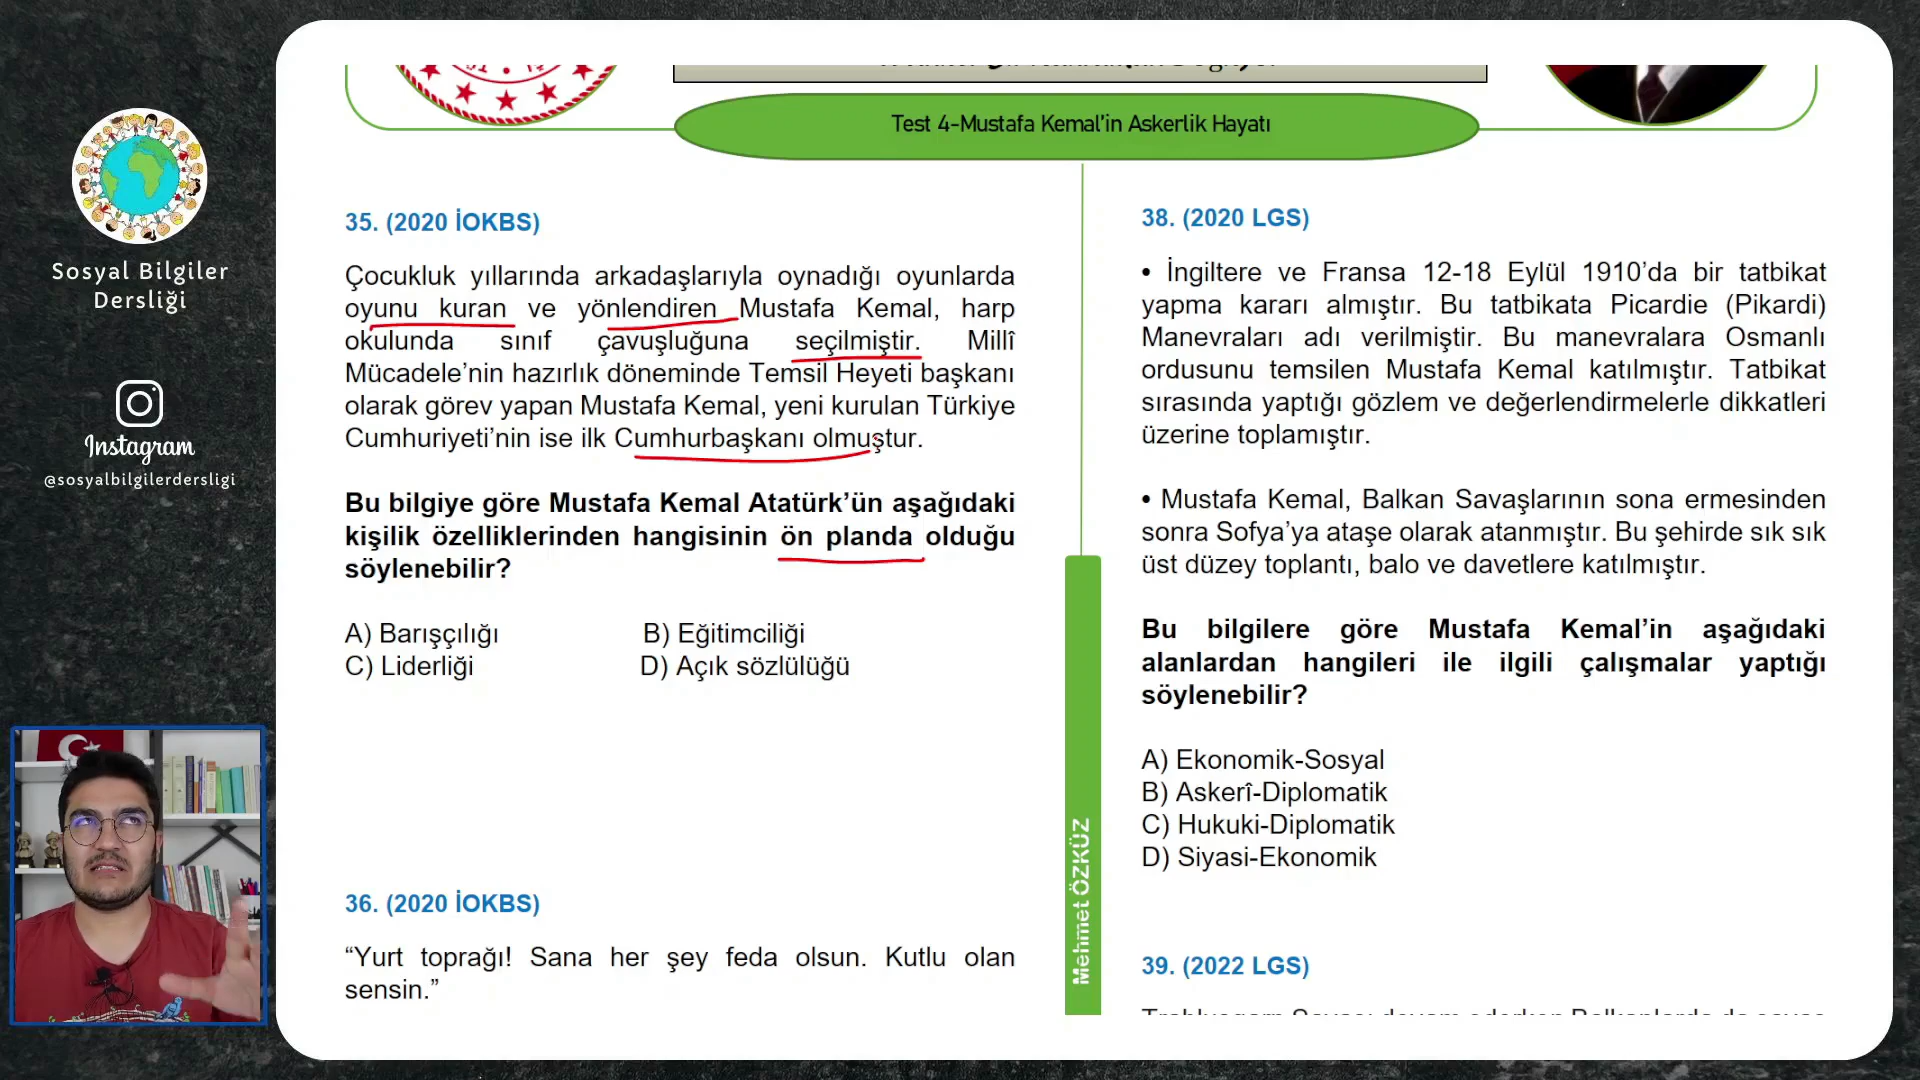 Sosyal Bilgiler
Dersliği
Instagram
@sosyalbilgilerdersligi
Test 4-Mustafa Kemal'in Askerlik Hayatı
35. (2020 İOKBS)
Çocukluk yıllarında arkadaşlarıyla oynadığı oyunlarda
oyunu kuran ve yönlendiren Mustafa Kemal, harp
okulunda sınıf çavuşluğuna seçilmiştir. Millî
Mücadele'nin hazırlık döneminde Temsil Heyeti başkanı
olarak görev yapan Mustafa Kemal, yeni kurulan Türkiye
Cumhuriyeti'nin ise ilk Cumhurbaşkanı olmuştur.
Bu bilgiye göre Mustafa Kemal Atatürk'ün aşağıdaki
kişilik özelliklerinden hangisinin ön planda olduğu
söylenebilir?
A) Barışçılığı B) Eğitimciliği
C) Liderliği D) Açık sözlülüğü
36. (2020 İOKBS)
“Yurt toprağı! Sana her şey feda olsun. Kutlu olan
sensin.”
Mehmet ÖZKÜZ
38. (2020 LGS)
• İngiltere ve Fransa 12-18 Eylül 1910'da bir tatbikat
yapma kararı almıştır. Bu tatbikata Picardie (Pikardi)
Manevraları adı verilmiştir. Bu manevralara Osmanlı
ordusunu temsilen Mustafa Kemal katılmıştır. Tatbikat
sırasında yaptığı gözlem ve değerlendirmelerle dikkatleri
üzerine toplamıştır.
• Mustafa Kemal, Balkan Savaşlarının sona ermesinden
sonra Sofya'ya ataşe olarak atanmıştır. Bu şehirde sık sık
üst düzey toplantı, balo ve davetlere katılmıştır.
Bu bilgilere göre Mustafa Kemal'in aşağıdaki
alanlardan hangileri ile ilgili çalışmalar yaptığı
söylenebilir?
A) Ekonomik-Sosyal
B) Askerî-Diplomatik
C) Hukuki-Diplomatik
D) Siyasi-Ekonomik
39. (2022 LGS)